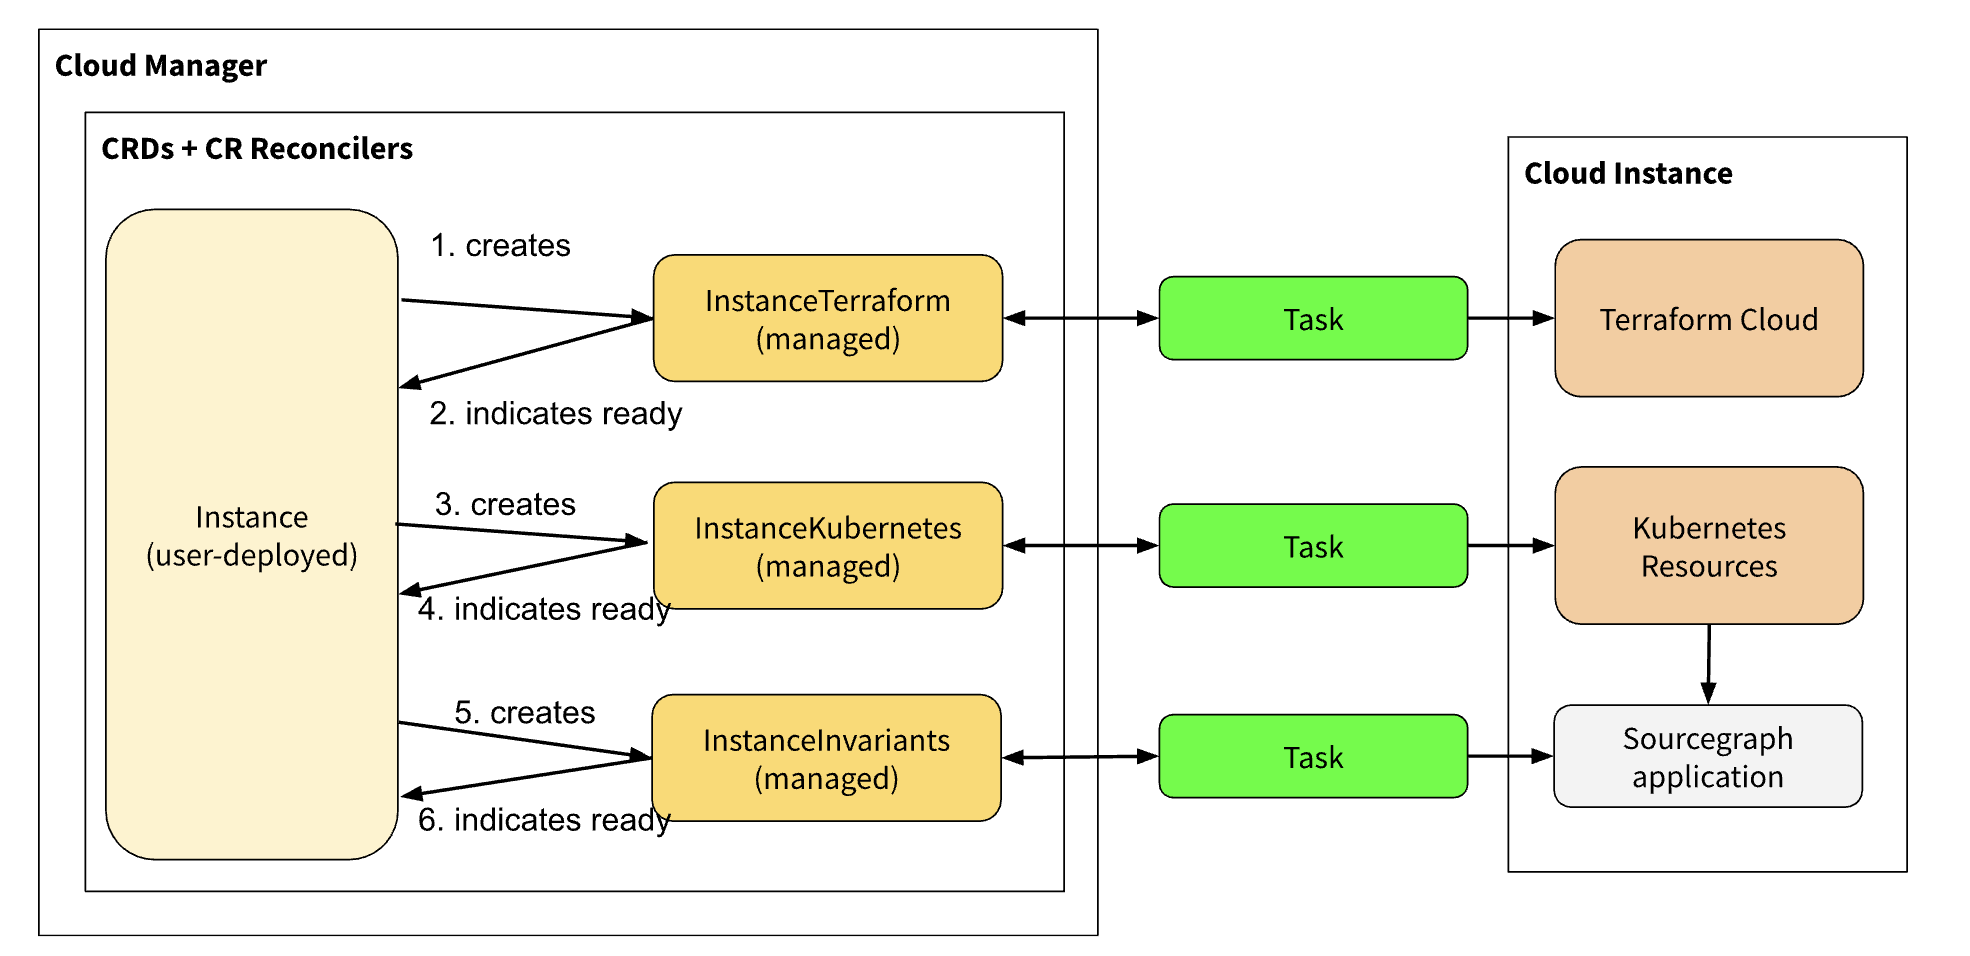 Cloud Manager
CRDs + CR Reconcilers
Instance
(user-deployed)
1. creates
2. indicates ready
3. creates
4. indicates ready
5. creates
6. indicates ready
InstanceTerraform
(managed)
InstanceKubernetes
(managed)
InstanceInvariants
(managed)
Task
Task
Task
Cloud Instance
Terraform Cloud
Kubernetes
Resources
Sourcegraph
application